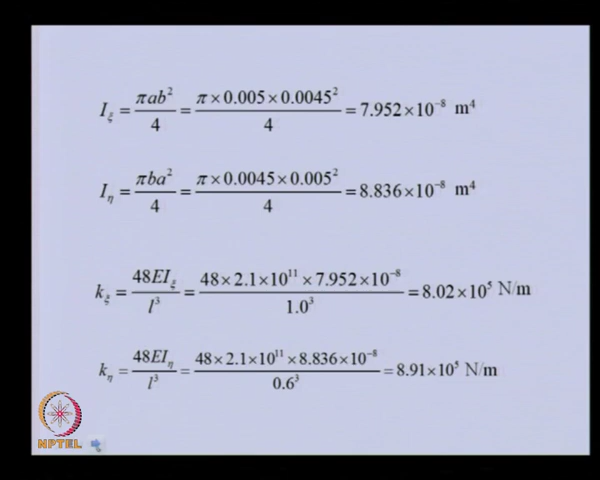 I_ξ = πab²/4 = π×0.005×0.0045²/4 = 7.952×10⁻⁸ m⁴
I_η = πba²/4 = π×0.0045×0.005²/4 = 8.836×10⁻⁸ m⁴
k_ξ = 48EI_ξ/l³ = 48×2.1×10¹¹×7.952×10⁻⁸/1.0³ = 8.02×10⁵ N/m
k_η = 48EI_η/l³ = 48×2.1×10¹¹×8.836×10⁻⁸/0.6³ = 8.91×10⁵ N/m
NPTEL